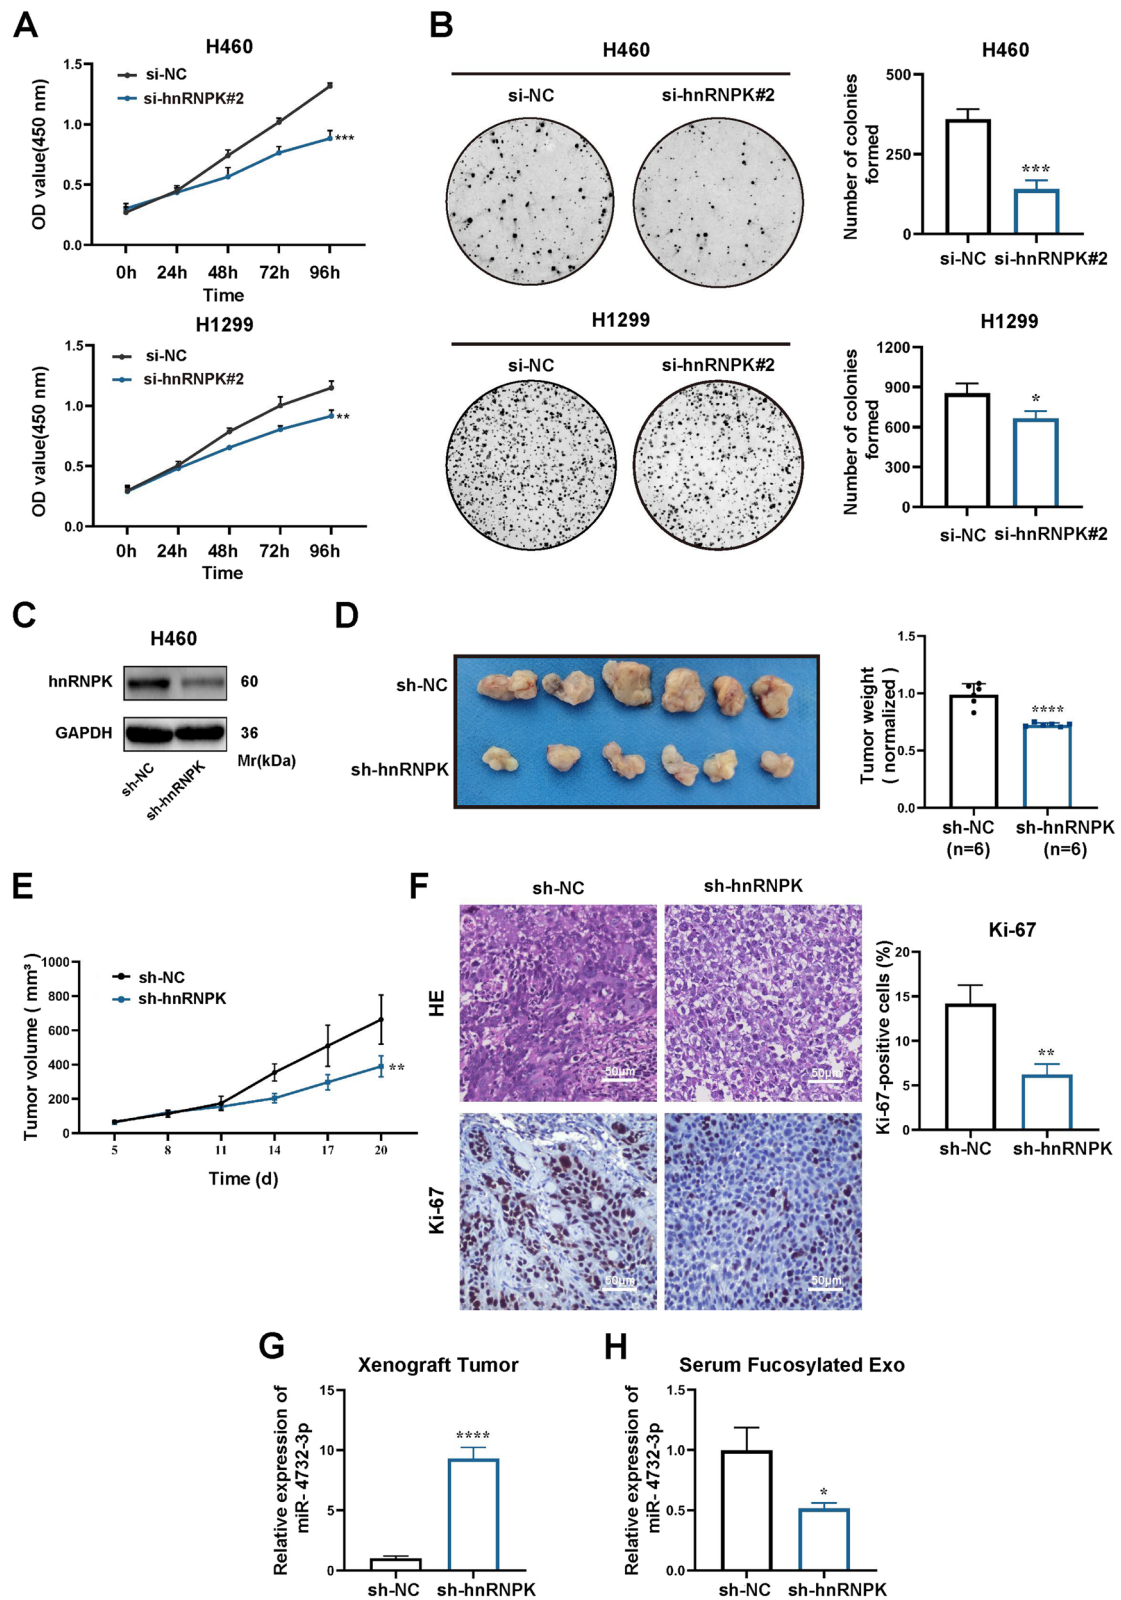 A
H460
1.5
1.0
0.5
0.0
OD value(450 nm)
si-NC
si-hnRNPK#2
***
0h 24h 48h 72h 96h
Time
H1299
1.5
1.0
0.5
0.0
OD value(450 nm)
si-NC
si-hnRNPK#2
**
0h 24h 48h 72h 96h
Time
B
H460
si-NC si-hnRNPK#2
H460
Number of colonies
formed
500
250
0
***
si-NC si-hnRNPK#2
H1299
si-NC si-hnRNPK#2
H1299
Number of colonies
formed
1200
900
600
300
0
*
si-NC si-hnRNPK#2
C
H460
hnRNPK 60
GAPDH 36
Mr(kDa)
sh-NC
sh-hnRNPK
D
sh-NC
sh-hnRNPK
Tumor weight
( normalized )
1.5
1.0
0.5
0.0
****
sh-NC sh-hnRNPK
(n=6) (n=6)
E
Tumor volume ( mm³ )
1000
800
600
400
200
0
sh-NC
sh-hnRNPK
**
5 8 11 14 17 20
Time (d)
F
sh-NC sh-hnRNPK
HE
50μm 50μm
Ki-67
50μm 50μm
Ki-67
Ki-67-positive cells (%)
20
15
10
5
0
**
sh-NC sh-hnRNPK
G
Xenograft Tumor
Relative expression of
miR- 4732-3p
15
10
5
0
****
sh-NC sh-hnRNPK
H
Serum Fucosylated Exo
Relative expression of
miR- 4732-3p
1.5
1.0
0.5
0.0
*
sh-NC sh-hnRNPK